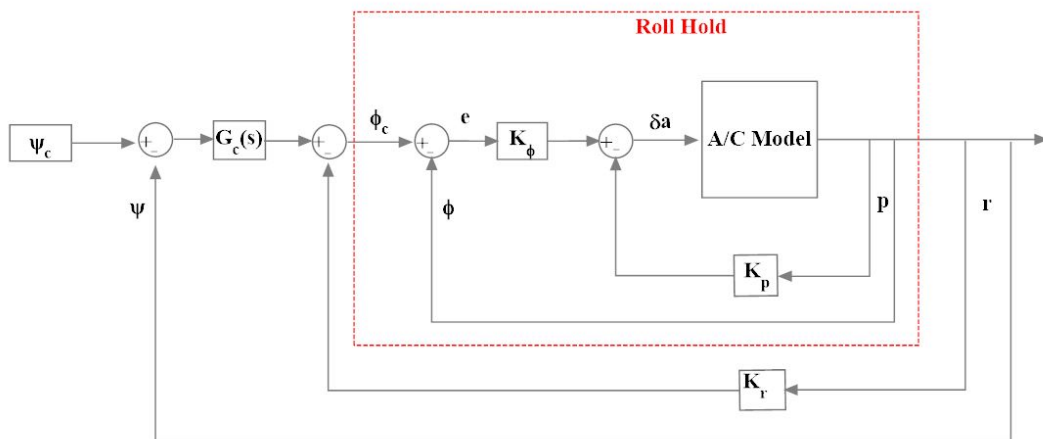 Roll Hold
ψc
+
−
Gc(s)
+
−
ϕc
+
−
e
Kϕ
+
−
δa
A/C Model
ψ
ϕ
p
r
Kp
Kr